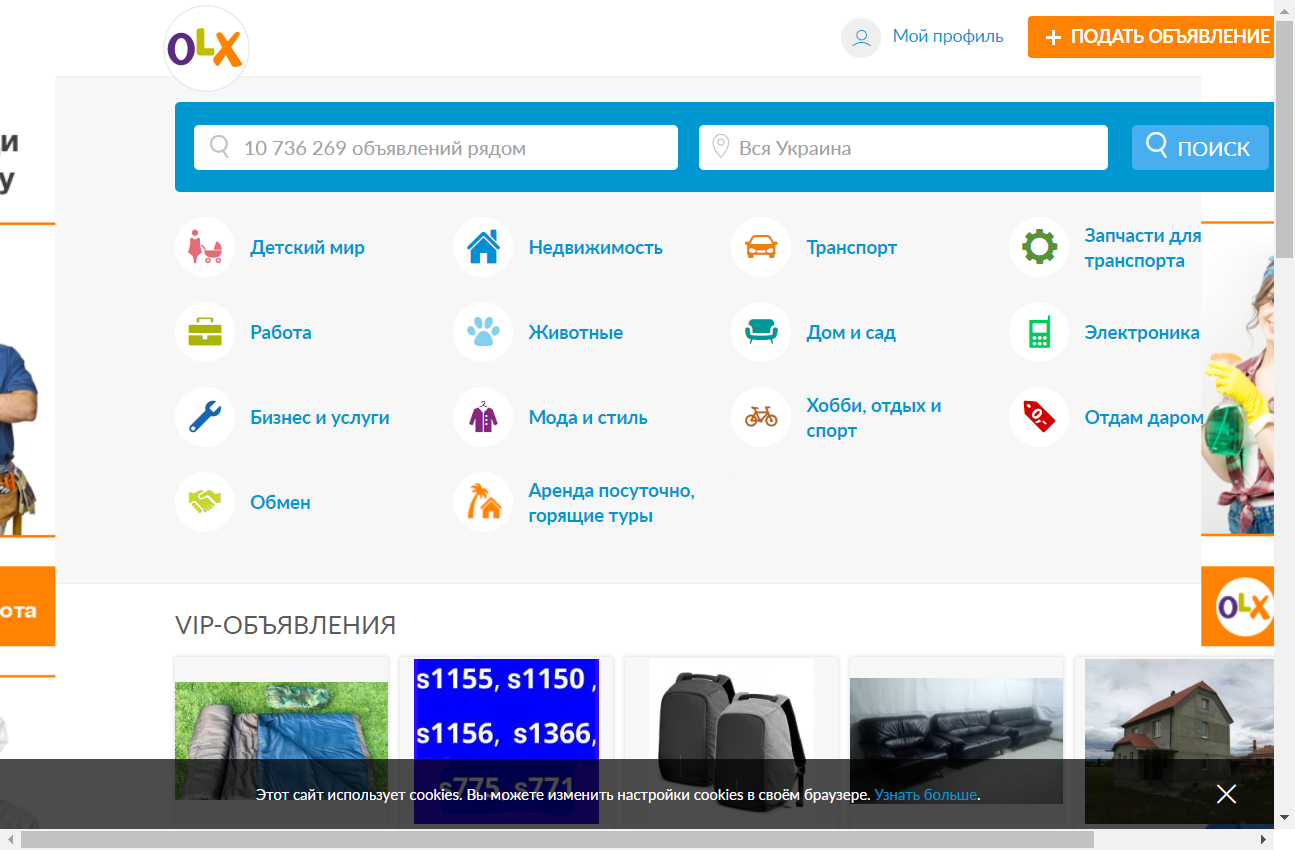 OLX
Мой профиль
+ ПОДАТЬ ОБЪЯВЛЕНИЕ
10 736 269 объявлений рядом
Вся Украина
ПОИСК
Детский мир
Недвижимость
Транспорт
Запчасти для
транспорта
Работа
Животные
Дом и сад
Электроника
Бизнес и услуги
Мода и стиль
Хобби, отдых и
спорт
0,-
Отдам даром
Обмен
Аренда посуточно,
горящие туры
ота
OLX
VIP-ОБЪЯВЛЕНИЯ
s1155, s1150 ,
s1156, s1366,
s775, s771
Этот сайт использует cookies. Вы можете изменить настройки cookies в своём браузере. Узнать больше.